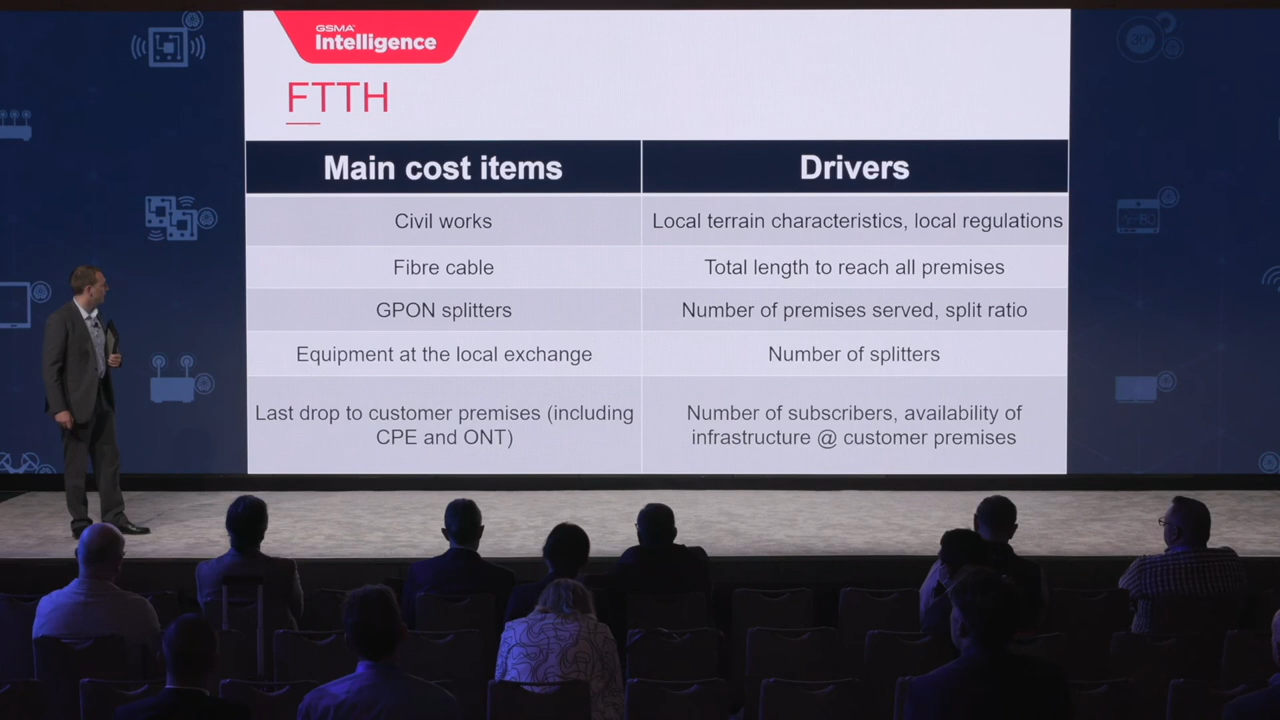 GSMA
Intelligence
FTTH
Main cost items
Drivers
Civil works
Local terrain characteristics, local regulations
Fibre cable
Total length to reach all premises
GPON splitters
Number of premises served, split ratio
Equipment at the local exchange
Number of splitters
Last drop to customer premises (including
CPE and ONT)
Number of subscribers, availability of
infrastructure @ customer premises